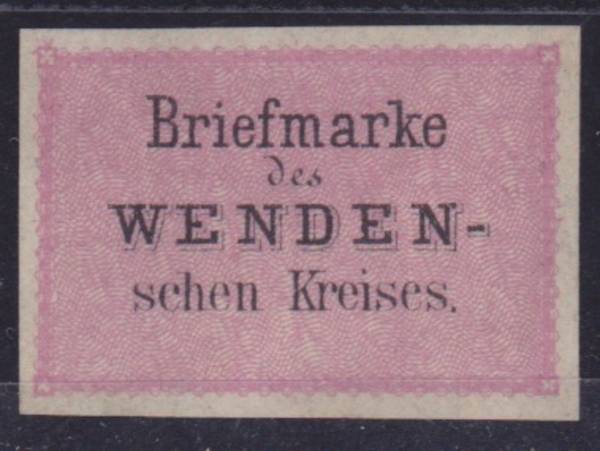 Briefmarke
des
WENDEN-
schen Kreises.